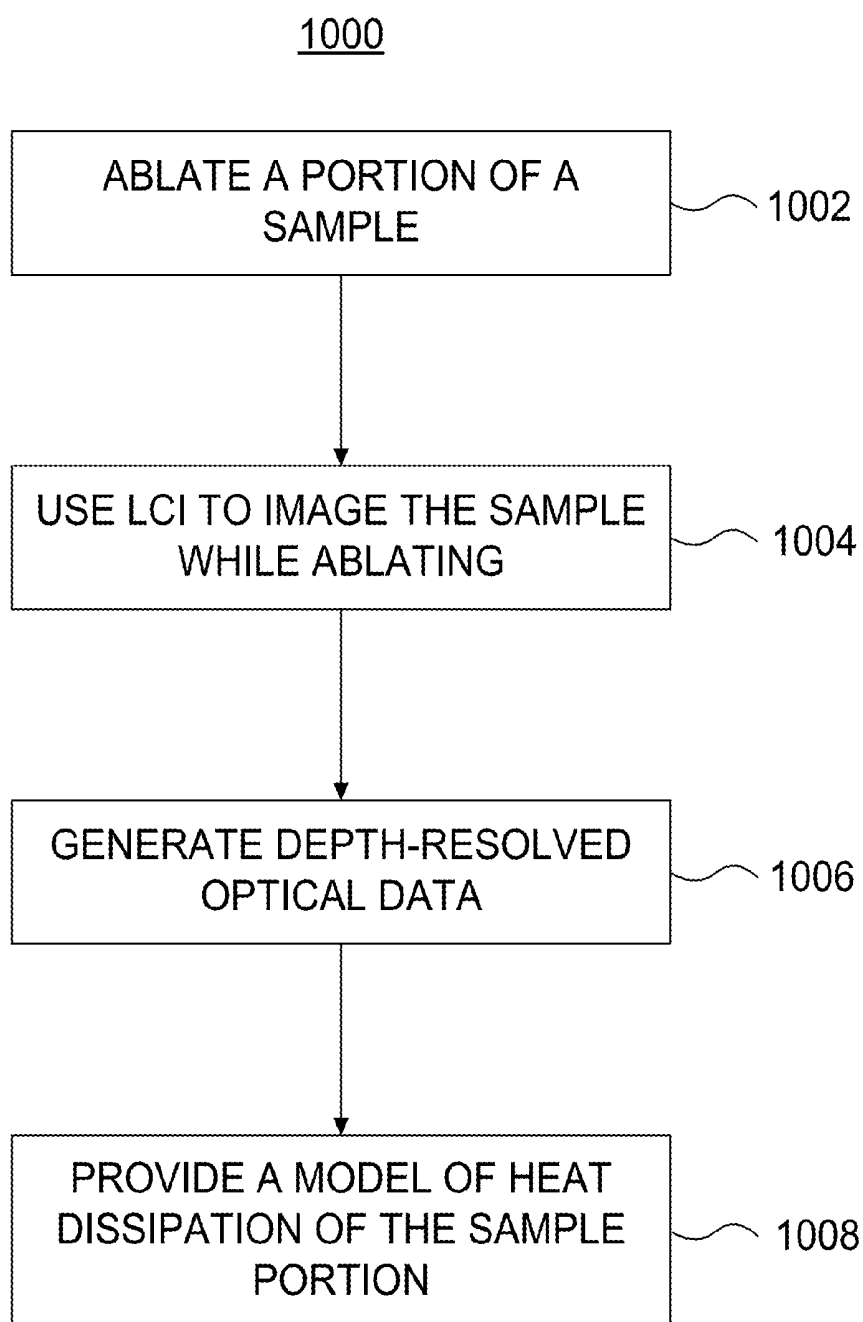 1000
ABLATE A PORTION OF A
SAMPLE
1002
USE LCI TO IMAGE THE SAMPLE
WHILE ABLATING
1004
GENERATE DEPTH-RESOLVED
OPTICAL DATA
1006
PROVIDE A MODEL OF HEAT
DISSIPATION OF THE SAMPLE
PORTION
1008